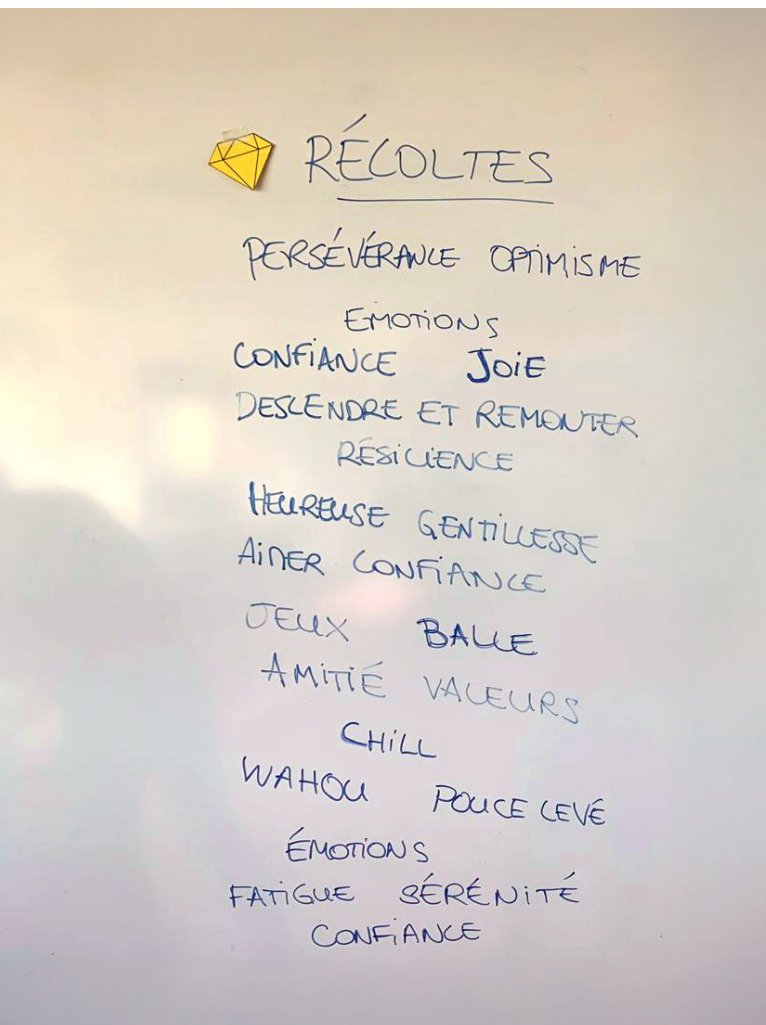 RÉCOLTES
PERSÉVÉRANCE OPTIMISME
EMOTIONS
CONFIANCE JOIE
DESCENDRE ET REMONTER
RÉSILIENCE
HEUREUSE GENTILLESSE
AIMER CONFIANCE
JEUX BALLE
AMITIÉ VALEURS
CHILL
WAHOU POUCE LEVÉ
ÉMOTIONS
FATIGUE SÉRÉNITÉ
CONFIANCE